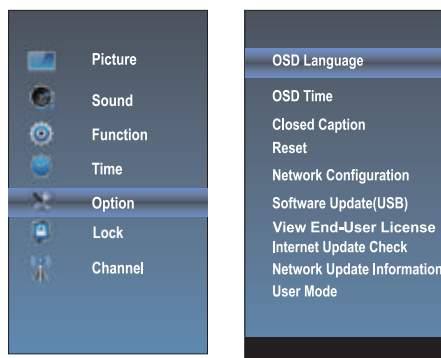 Picture
Sound
Function
Time
Option
Lock
Channel
OSD Language
OSD Time
Closed Caption
Reset
Network Configuration
Software Update(USB)
View End-User License
Internet Update Check
Network Update Information
User Mode